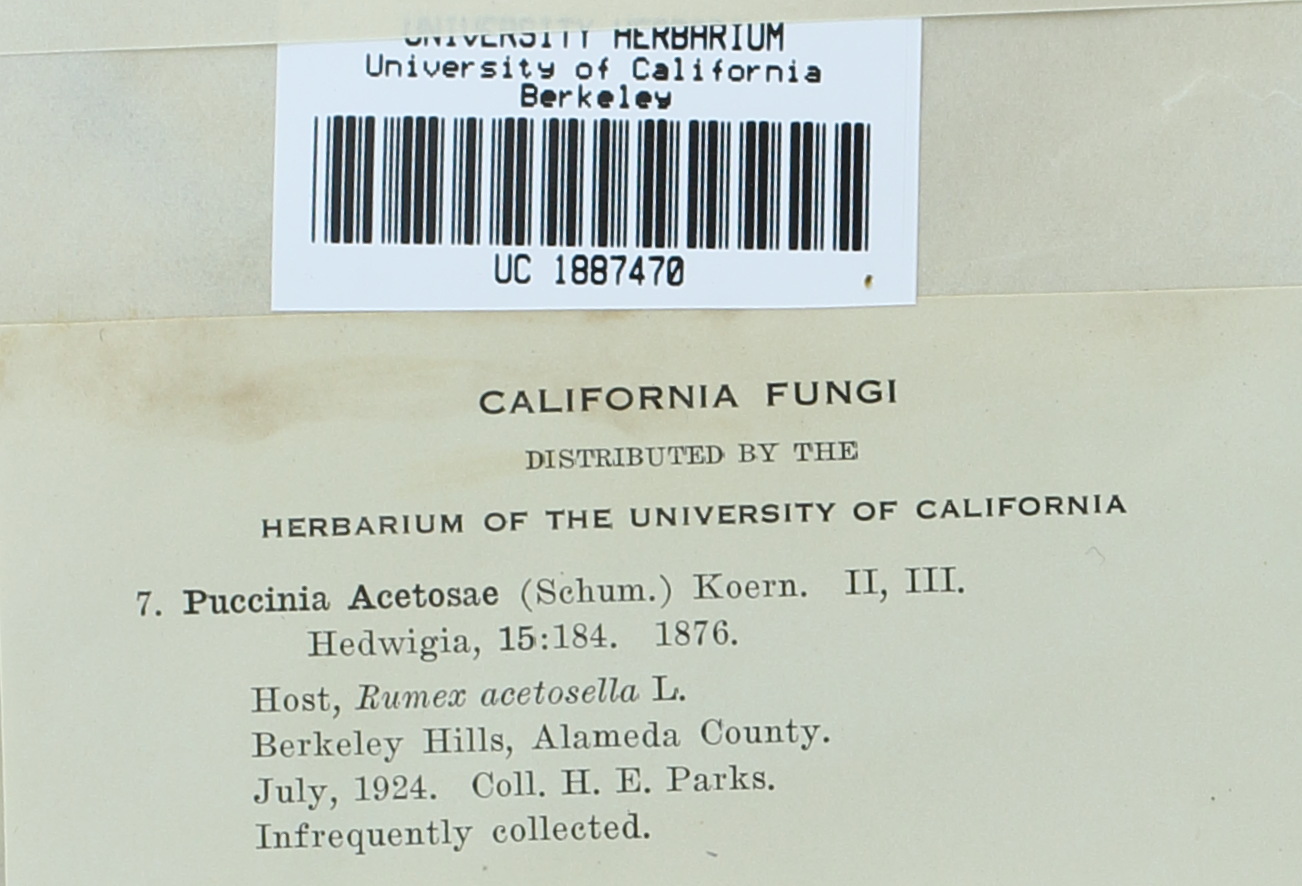 UNIVERSITY HERBARIUM
University of California
Berkeley
UC 1887470
CALIFORNIA FUNGI
DISTRIBUTED BY THE
HERBARIUM OF THE UNIVERSITY OF CALIFORNIA
7. Puccinia Acetosae (Schum.) Koern. II, III.
Hedwigia, 15:184. 1876.
Host, Rumex acetosella L.
Berkeley Hills, Alameda County.
July, 1924. Coll. H. E. Parks.
Infrequently collected.